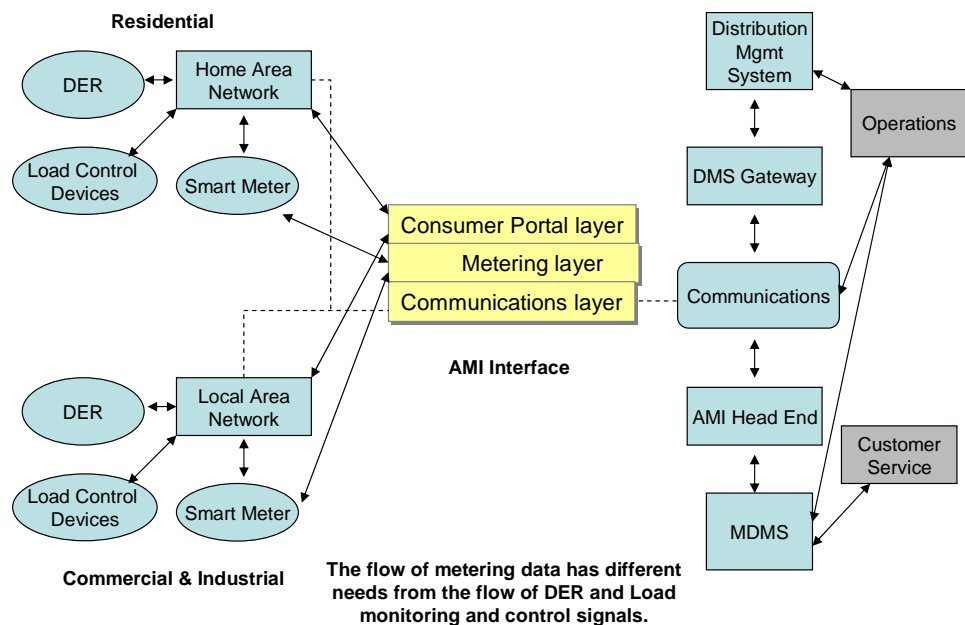 Residential
DER
Home Area
Network
Load Control
Devices
Smart Meter
Consumer Portal layer
Metering layer
Communications layer
AMI Interface
DER
Local Area
Network
Load Control
Devices
Smart Meter
Commercial & Industrial
The flow of metering data has different
needs from the flow of DER and Load
monitoring and control signals.
Distribution
Mgmt
System
Operations
DMS Gateway
Communications
AMI Head End
Customer
Service
MDMS